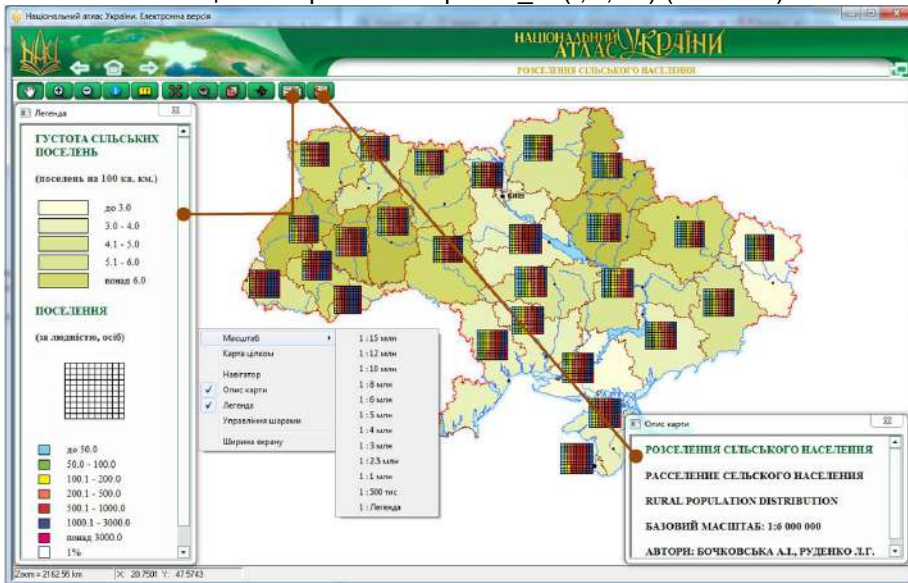 Національний атлас України. Електронна версія
НАЦІОНАЛЬНИЙ
АТЛАС УКРАЇНИ
РОЗСЕЛЕННЯ СІЛЬСЬКОГО НАСЕЛЕННЯ
Легенда
ГУСТОТА СІЛЬСЬКИХ
ПОСЕЛЕНЬ
(поселень на 100 кв. км.)
до 3.0
3.0 - 4.0
4.1 - 5.0
5.1 - 6.0
понад 6.0
ПОСЕЛЕННЯ
(за людністю, осіб)
до 50.0
50.0 - 100.0
100.1 - 200.0
200.1 - 500.0
500.1 - 1000.0
1000.1 - 3000.0
понад 3000.0
1%
КИЇВ
Масштаб
Карта цілком
Навігатор
Опис карти
Легенда
Управління шарами
Ширина екрану
1 : 15 млн
1 : 12 млн
1 : 10 млн
1 : 8 млн
1 : 6 млн
1 : 5 млн
1 : 4 млн
1 : 3 млн
1 : 2.5 млн
1 : 1 млн
1 : 500 тис
1 : Легенда
Опис карти
РОЗСЕЛЕННЯ СІЛЬСЬКОГО НАСЕЛЕННЯ
РАССЕЛЕНИЕ СЕЛЬСКОГО НАСЕЛЕНИЯ
RURAL POPULATION DISTRIBUTION
БАЗОВИЙ МАСШТАБ: 1:6 000 000
АВТОРИ: БОЧКОВСЬКА А.І., РУДЕНКО Л.Г.
Zoom = 2162.56 km X: 20.7501 Y: 47.5743